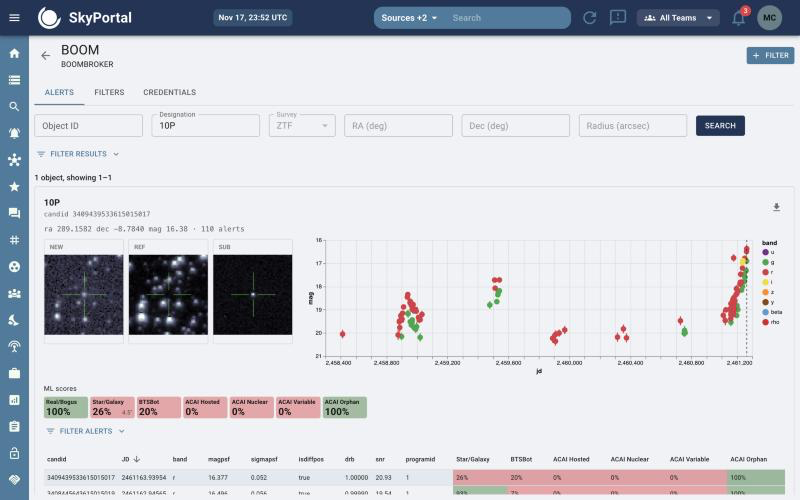 SkyPortal
Nov 17, 23:52 UTC
Sources +2
Search
All Teams
3
MC
BOOM
BOOMBROKER
+ FILTER
ALERTS FILTERS CREDENTIALS
Object ID
Designation
10P
Survey
ZTF
RA (deg)
Dec (deg)
Radius (arcsec)
SEARCH
FILTER RESULTS
1 object, showing 1–1
10P
candid 3409439533615015017
ra 289.1582 dec −8.7840 mag 16.38 · 110 alerts
NEW REF SUB
16
17
18
19
20
21
mag
2,458,400 2,458,800 2,459,200 2,459,600 2,460,000 2,460,400 2,460,800 2,461,200
jd
band
u
g
r
i
z
y
beta
rho
ML scores
Real/Bogus Star/Galaxy BTSBot ACAI Hosted ACAI Nuclear ACAI Variable ACAI Orphan
100% 26% 4.5" 20% 0% 0% 0% 100%
FILTER ALERTS
candid JD band magpsf sigmapsf isdiffpos drb snr programid Star/Galaxy BTSBot ACAI Hosted ACAI Nuclear ACAI Variable ACAI Orphan
3409439533615015017 2461163.93954 r 16.377 0.052 true 1.00000 20.93 1 26% 20% 0% 0% 0% 100%